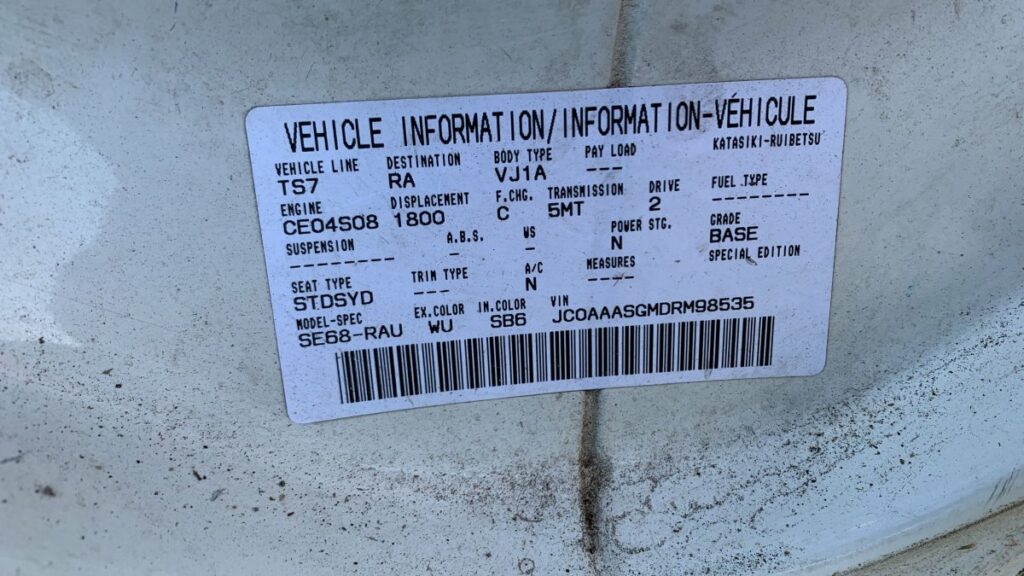 VEHICLE INFORMATION/INFORMATION-VÉHICULE
VEHICLE LINE DESTINATION BODY TYPE PAY LOAD KATASIKI-RUIBETSU
TS7 RA VJ1A ---
ENGINE DISPLACEMENT F.CHG. TRANSMISSION DRIVE FUEL TYPE
CE04S08 1800 C 5MT 2 ---------
SUSPENSION A.B.S. WS POWER STG. GRADE
--------- - - N BASE
SEAT TYPE TRIM TYPE A/C MEASURES SPECIAL EDITION
STDSYD --- N ----
MODEL-SPEC EX.COLOR IN.COLOR VIN
SE68-RAU WU SB6 JC0AAASGMDRM98535